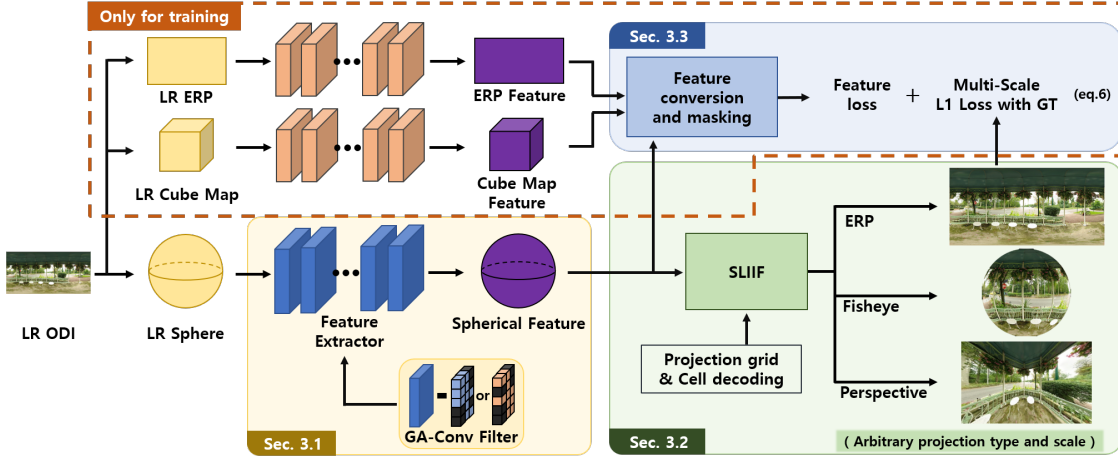 Only for training
Sec. 3.3
LR ERP
ERP Feature
Feature
conversion
and masking
Feature
loss
+
Multi-Scale
L1 Loss with GT
(eq.6)
LR Cube Map
Cube Map
Feature
LR ODI
LR Sphere
Feature
Extractor
Spherical Feature
SLIIF
ERP
Fisheye
Perspective
Projection grid
& Cell decoding
or
GA-Conv Filter
Sec. 3.1
Sec. 3.2
( Arbitrary projection type and scale )